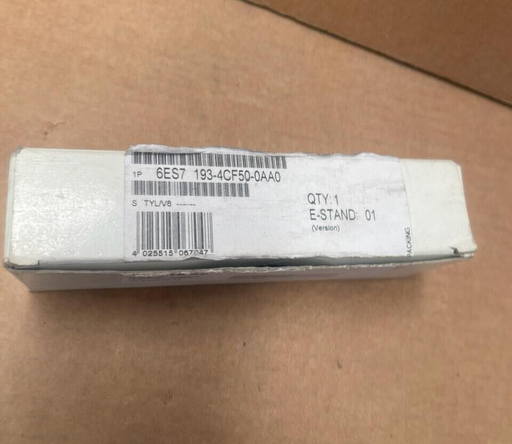 1P 6ES7 193-4CF50-0AA0
S TYL/V8 -----
QTY: 1
E-STAND: 01
(Version)
4 025515 067047
PACKING